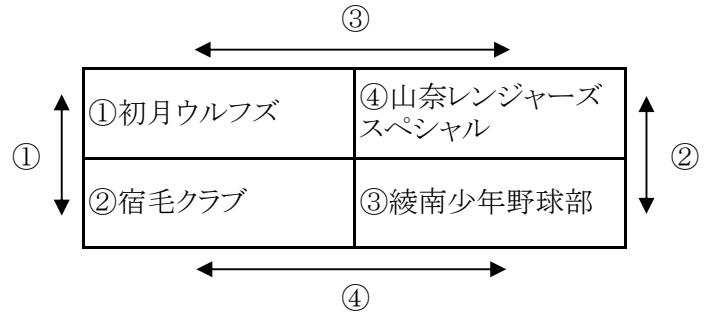 ③
①初月ウルフズ
④山奈レンジャーズ
スペシャル
①
②
②宿毛クラブ
③綾南少年野球部
④